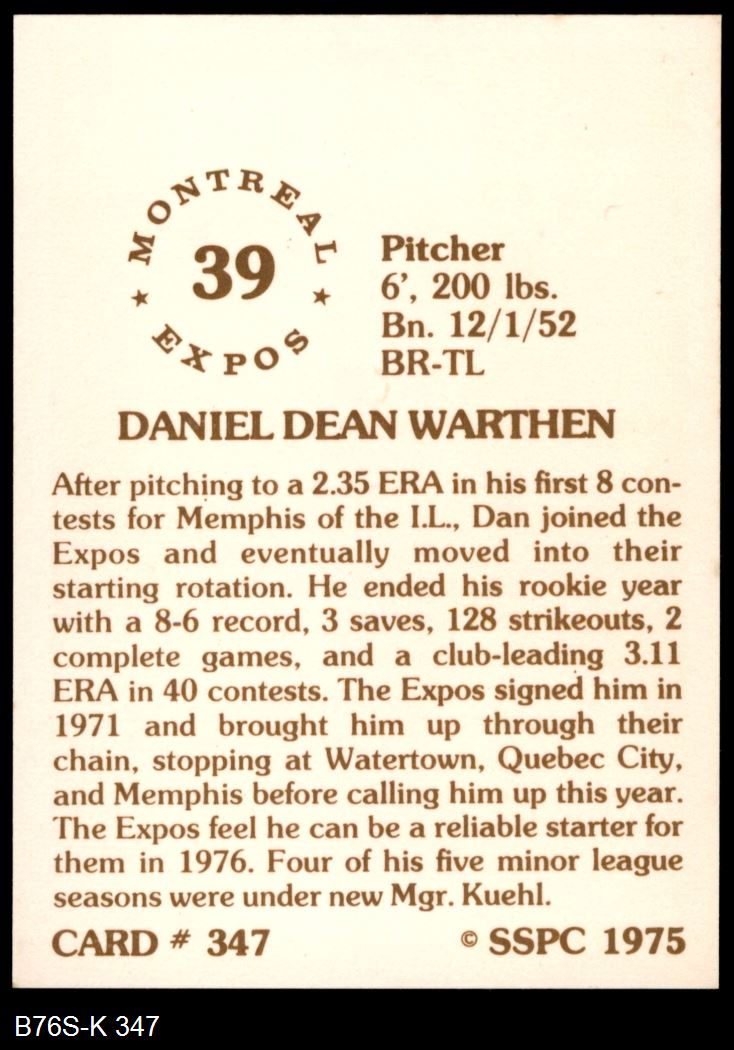 MONTREAL
39
★ ★
EXPOS
Pitcher
6', 200 lbs.
Bn. 12/1/52
BR-TL
DANIEL DEAN WARTHEN
After pitching to a 2.35 ERA in his first 8 con-
tests for Memphis of the I.L., Dan joined the
Expos and eventually moved into their
starting rotation. He ended his rookie year
with a 8-6 record, 3 saves, 128 strikeouts, 2
complete games, and a club-leading 3.11
ERA in 40 contests. The Expos signed him in
1971 and brought him up through their
chain, stopping at Watertown, Quebec City,
and Memphis before calling him up this year.
The Expos feel he can be a reliable starter for
them in 1976. Four of his five minor league
seasons were under new Mgr. Kuehl.
CARD # 347
© SSPC 1975
B76S-K 347